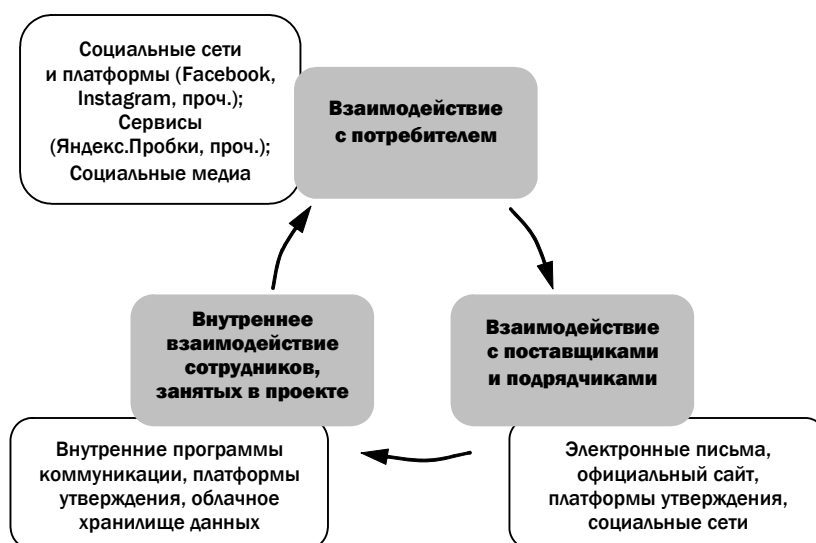 Социальные сети
и платформы (Facebook,
Instagram, проч.);
Сервисы
(Яндекс.Пробки, проч.);
Социальные медиа
Взаимодействие
с потребителем
Внутреннее
взаимодействие
сотрудников,
занятых в проекте
Взаимодействие
с поставщиками
и подрядчиками
Внутренние программы
коммуникации, платформы
утверждения, облачное
хранилище данных
Электронные письма,
официальный сайт,
платформы утверждения,
социальные сети